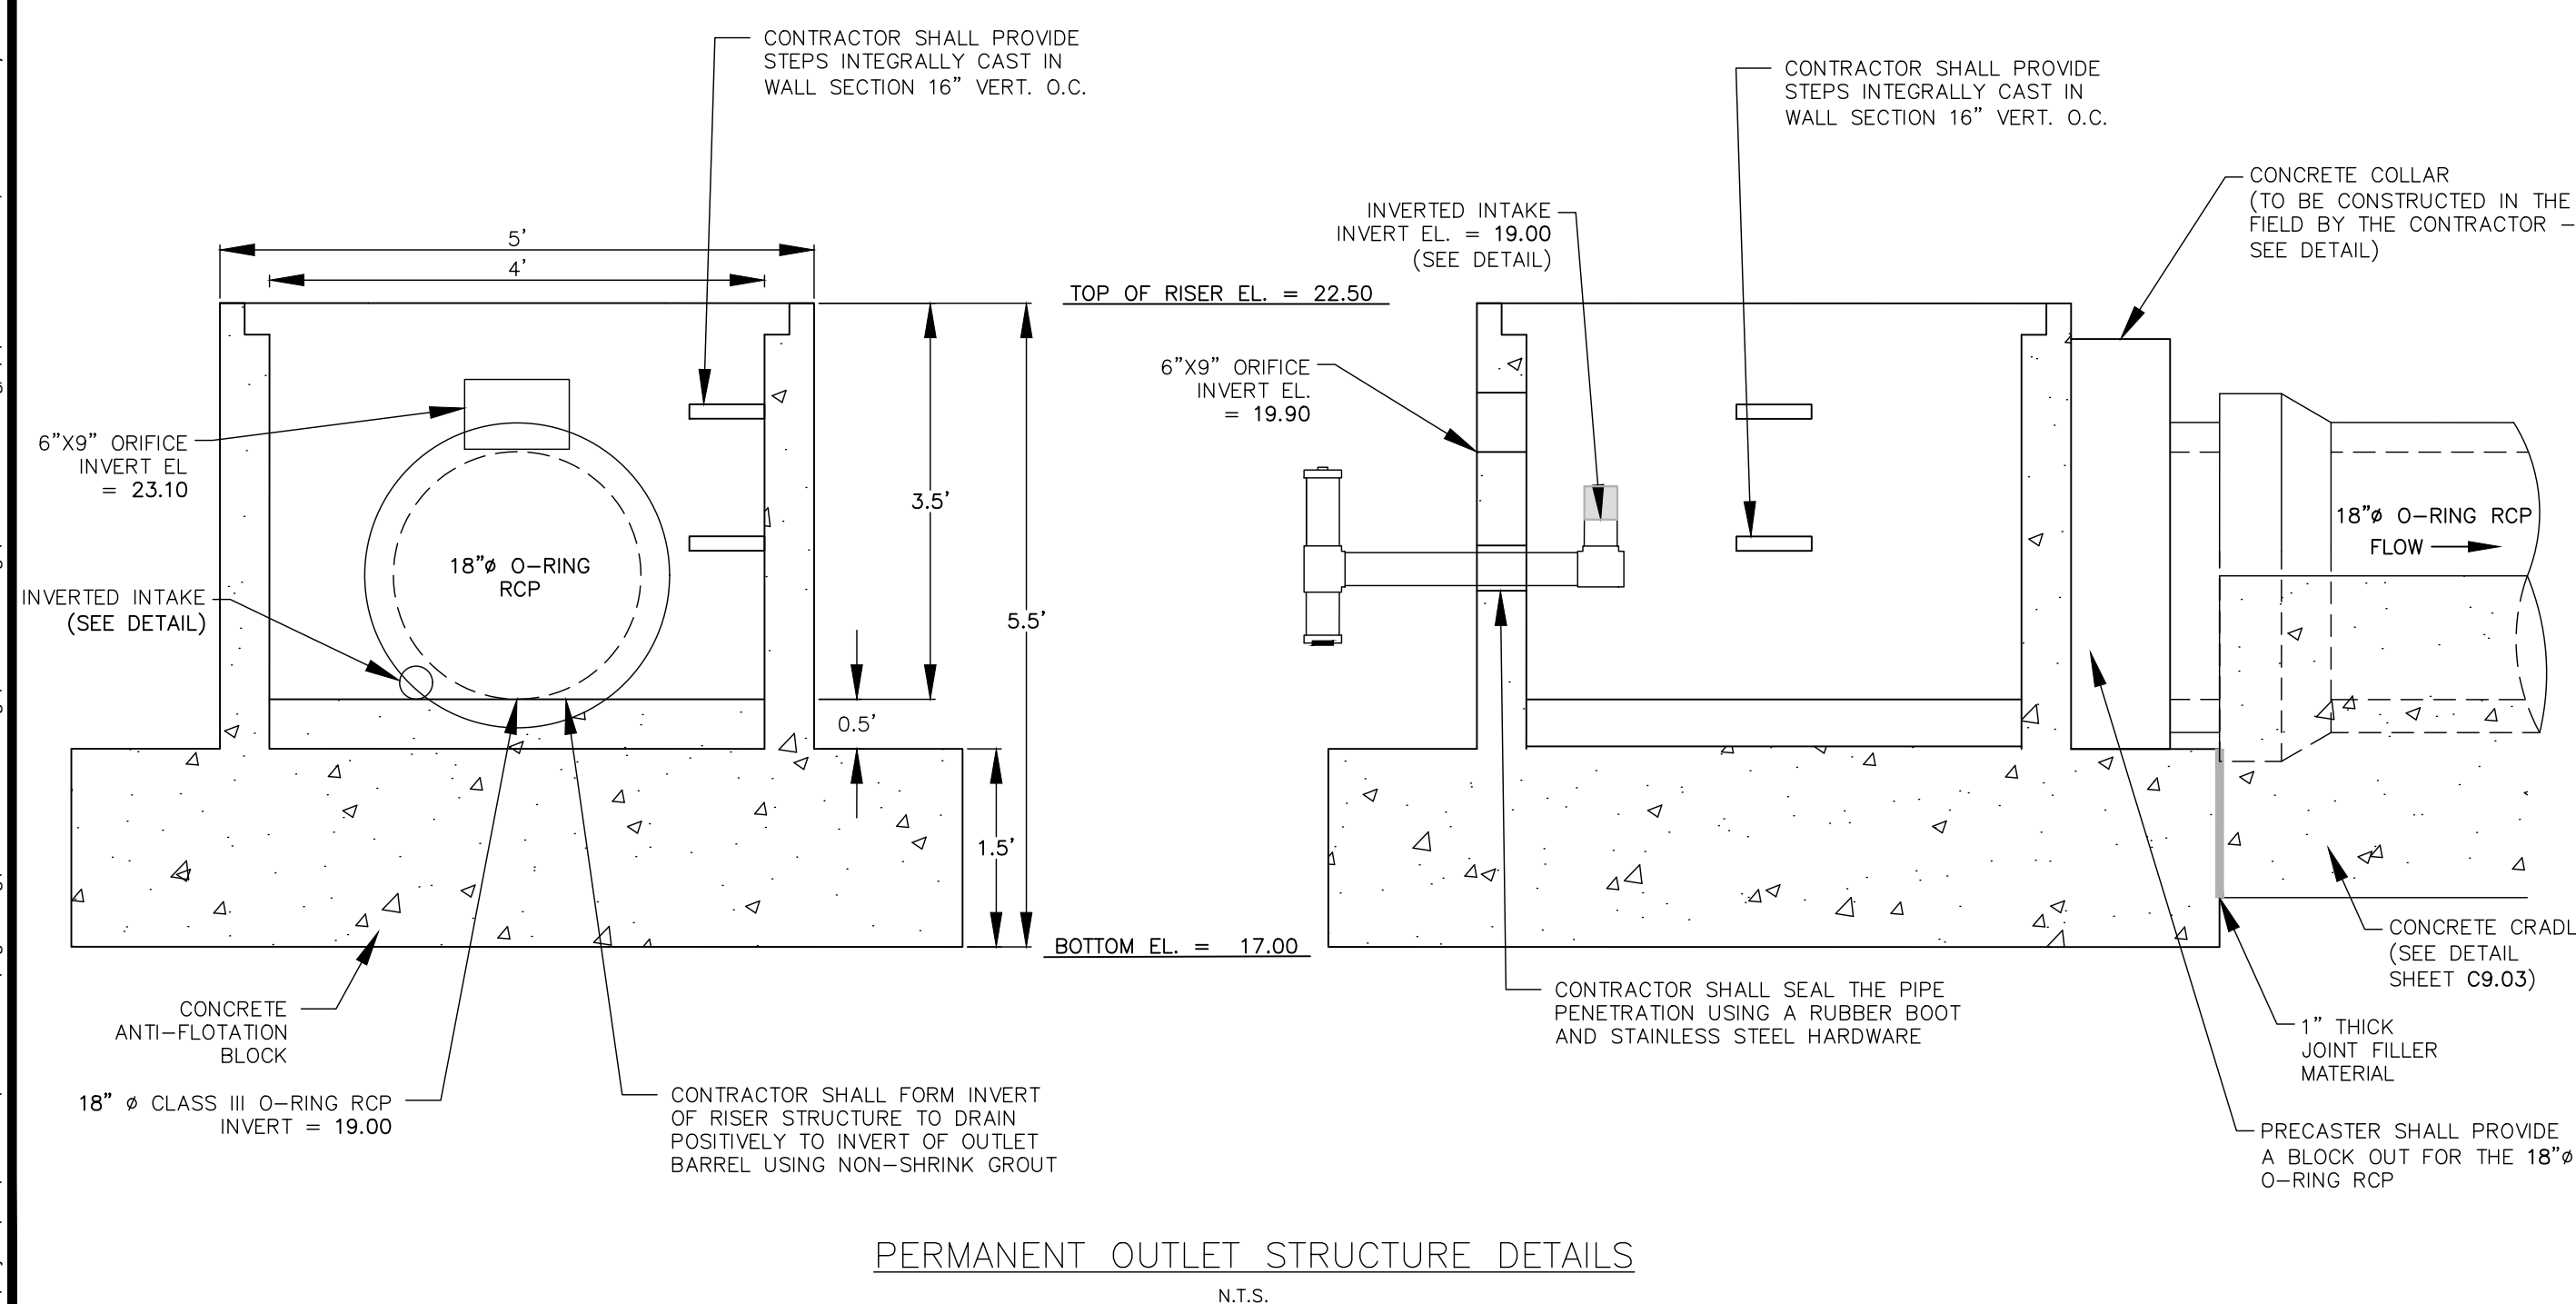 CONTRACTOR SHALL PROVIDE
STEPS INTEGRALLY CAST IN
WALL SECTION 16" VERT. O.C.
5'
4'
6"X9" ORIFICE
INVERT EL
= 23.10
INVERTED INTAKE
(SEE DETAIL)
18"ø O-RING
RCP
3.5'
5.5'
0.5'
1.5'
CONCRETE
ANTI-FLOTATION
BLOCK
18" ø CLASS III O-RING RCP
INVERT = 19.00
CONTRACTOR SHALL FORM INVERT
OF RISER STRUCTURE TO DRAIN
POSITIVELY TO INVERT OF OUTLET
BARREL USING NON-SHRINK GROUT
TOP OF RISER EL. = 22.50
BOTTOM EL. = 17.00
CONTRACTOR SHALL PROVIDE
STEPS INTEGRALLY CAST IN
WALL SECTION 16" VERT. O.C.
INVERTED INTAKE
INVERT EL. = 19.00
(SEE DETAIL)
6"X9" ORIFICE
INVERT EL.
= 19.90
CONCRETE COLLAR
(TO BE CONSTRUCTED IN THE
FIELD BY THE CONTRACTOR -
SEE DETAIL)
18"ø O-RING RCP
FLOW
CONTRACTOR SHALL SEAL THE PIPE
PENETRATION USING A RUBBER BOOT
AND STAINLESS STEEL HARDWARE
CONCRETE CRADL
(SEE DETAIL
SHEET C9.03)
1" THICK
JOINT FILLER
MATERIAL
PRECASTER SHALL PROVIDE
A BLOCK OUT FOR THE 18"ø
O-RING RCP
PERMANENT OUTLET STRUCTURE DETAILS
N.T.S.